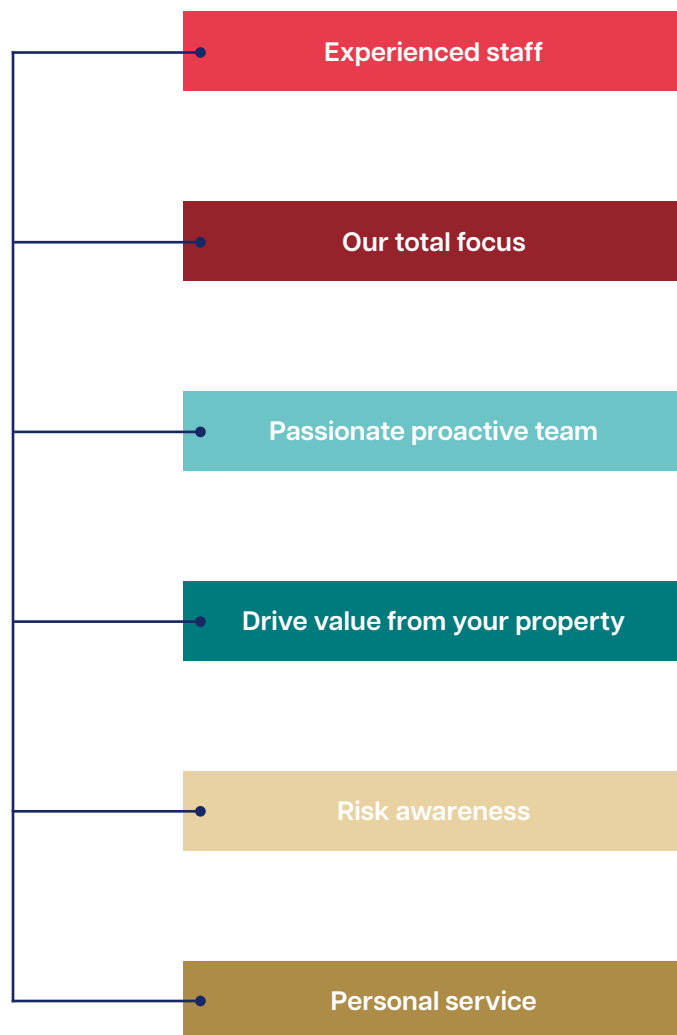 Experienced staff
Our total focus
Passionate proactive team
Drive value from your property
Risk awareness
Personal service